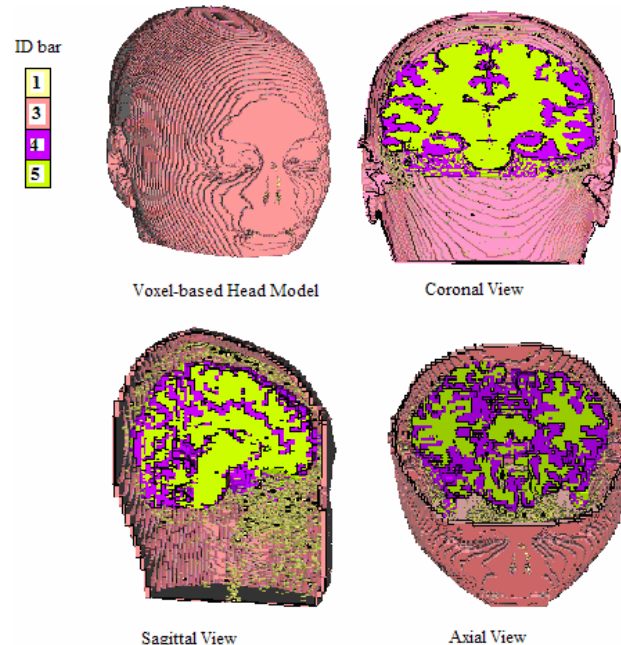 ID bar
1
3
4
5
Voxel-based Head Model
Coronal View
Sagittal View
Axial View